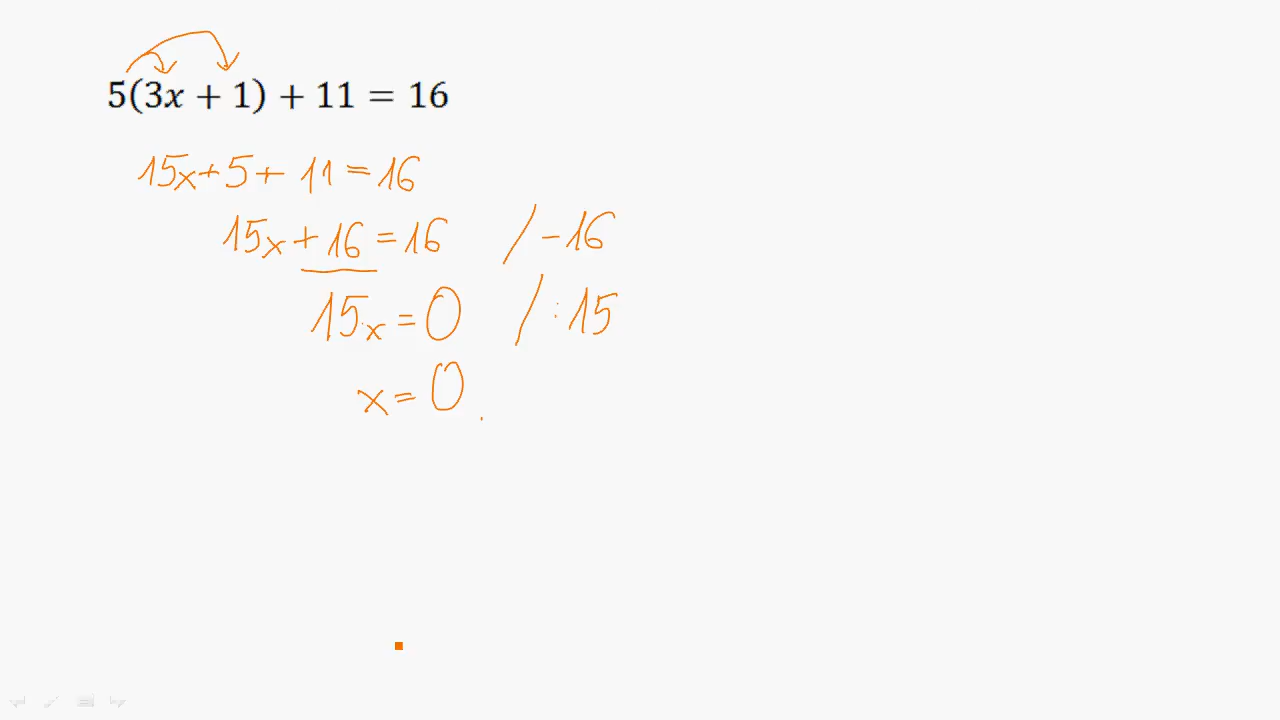 5(3x + 1) + 11 = 16
15x+5+ 11=16
15x+16=16 /-16
15x=0 /:15
x=0.